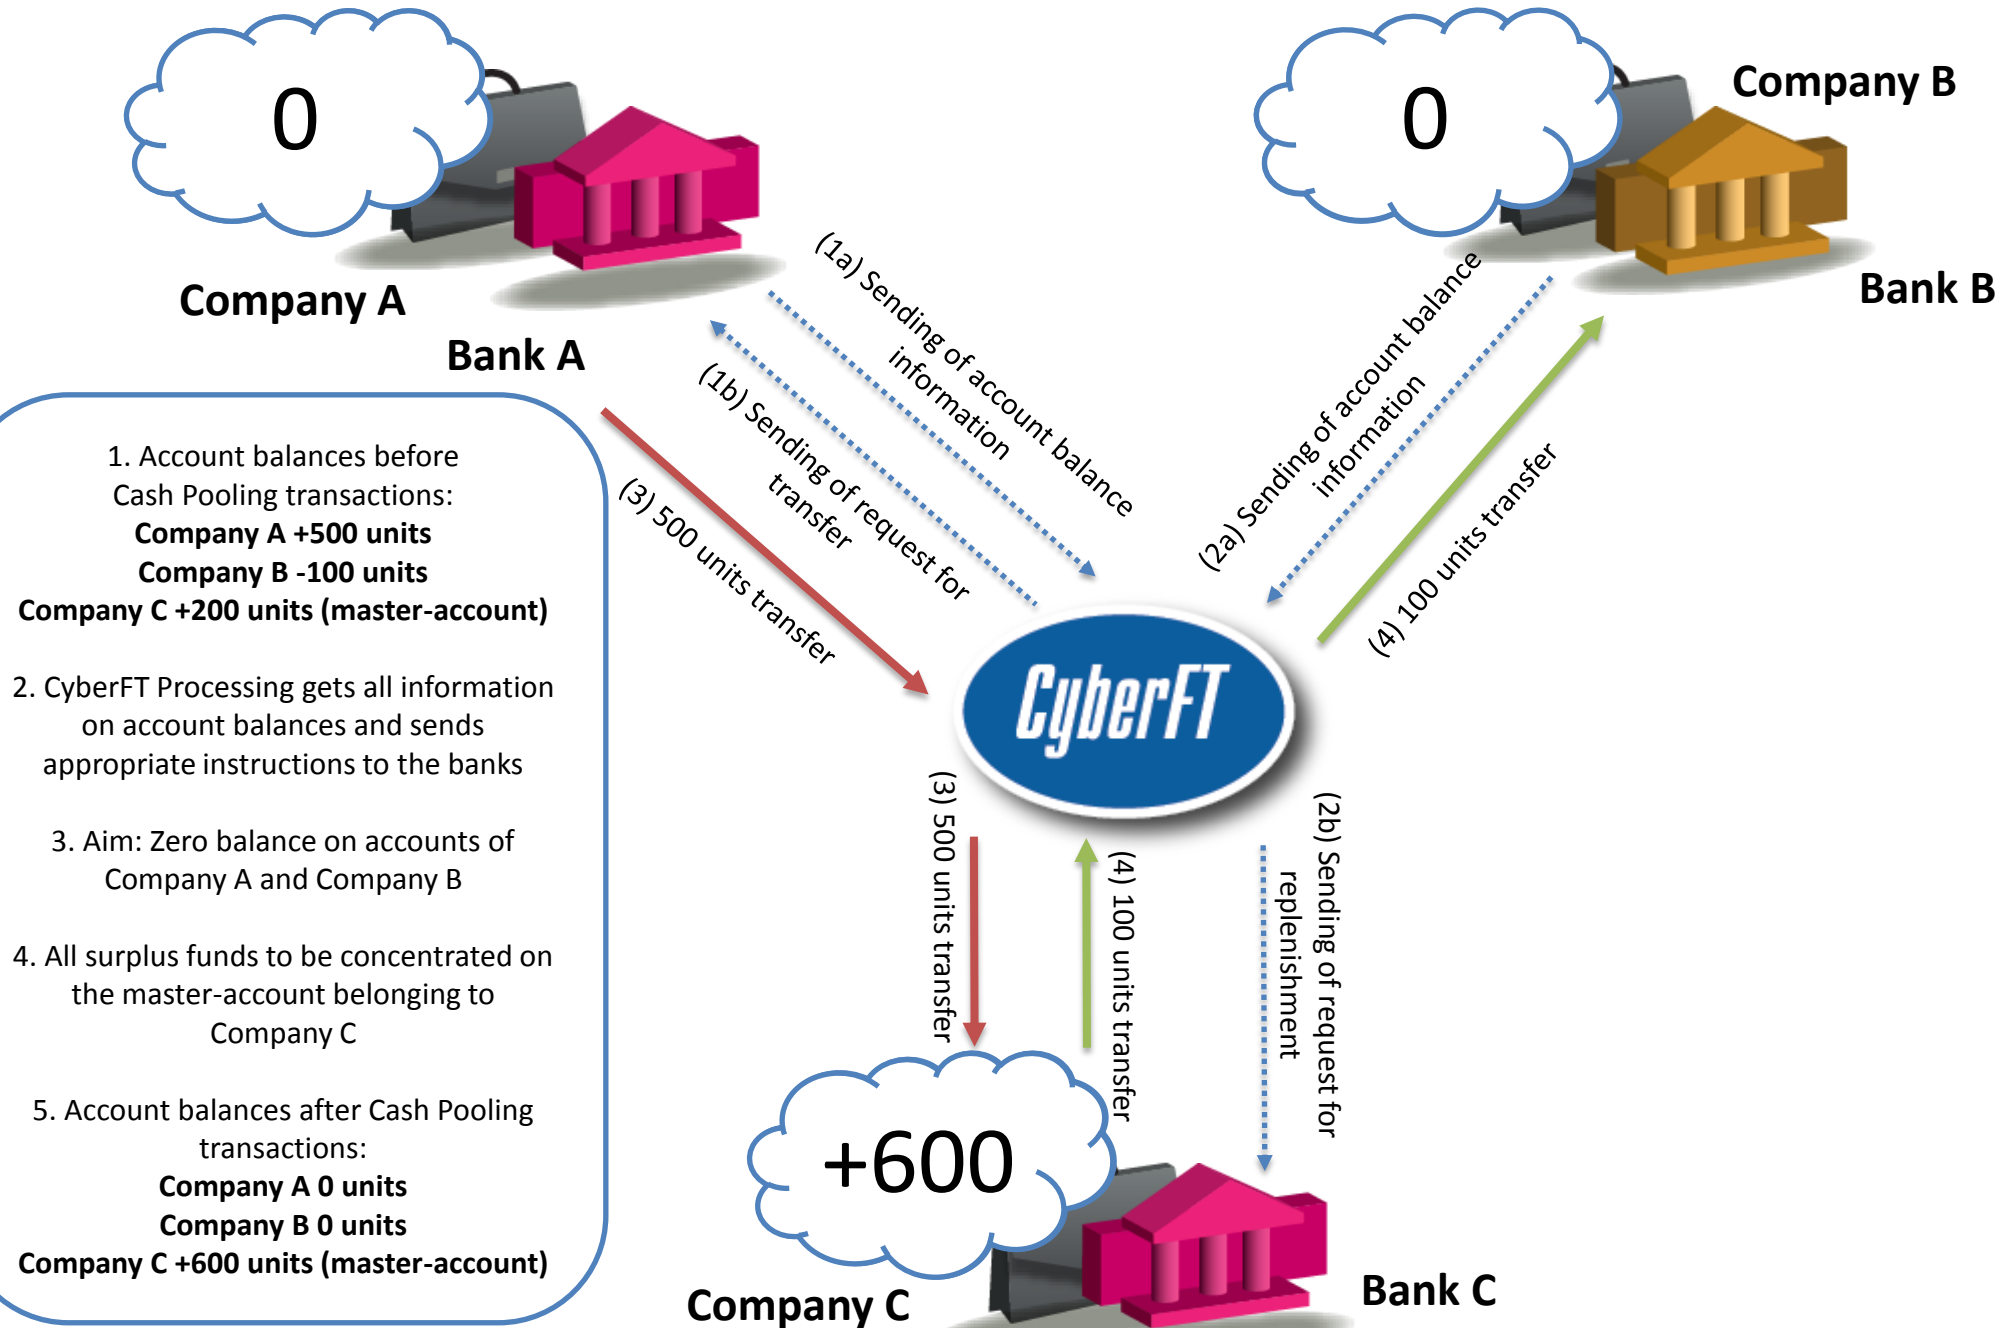 0
0
Company B
Company A
Bank B
Bank A
(1a) Sending of account balance
information
(1b) Sending of request for
transfer
(3) 500 units transfer
(2a) Sending of account balance
information
(4) 100 units transfer
1. Account balances before
Cash Pooling transactions:
Company A +500 units
Company B -100 units
Company C +200 units (master-account)
2. CyberFT Processing gets all information
on account balances and sends
appropriate instructions to the banks
3. Aim: Zero balance on accounts of
Company A and Company B
4. All surplus funds to be concentrated on
the master-account belonging to
Company C
5. Account balances after Cash Pooling
transactions:
Company A 0 units
Company B 0 units
Company C +600 units (master-account)
CyberFT
(3) 500 units transfer
(4) 100 units transfer
(2b) Sending of request for
replenishment
+600
Company C
Bank C